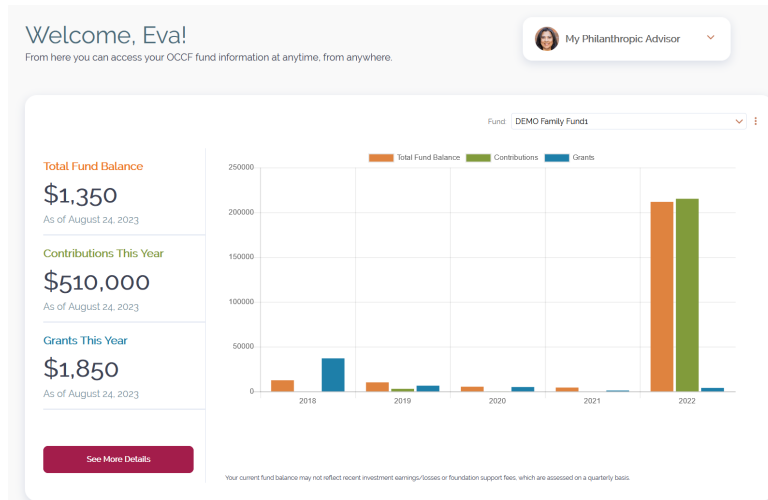 Welcome, Eva!
From here you can access your OCCF fund information at anytime, from anywhere.
My Philanthropic Advisor
Fund: DEMO Family Fund1
Total Fund Balance
$1,350
As of August 24, 2023
Contributions This Year
$510,000
As of August 24, 2023
Grants This Year
$1,850
As of August 24, 2023
See More Details
Total Fund Balance Contributions Grants
250000
200000
150000
100000
50000
0
2018 2019 2020 2021 2022
Your current fund balance may not reflect recent investment earnings/losses or foundation support fees, which are assessed on a quarterly basis.